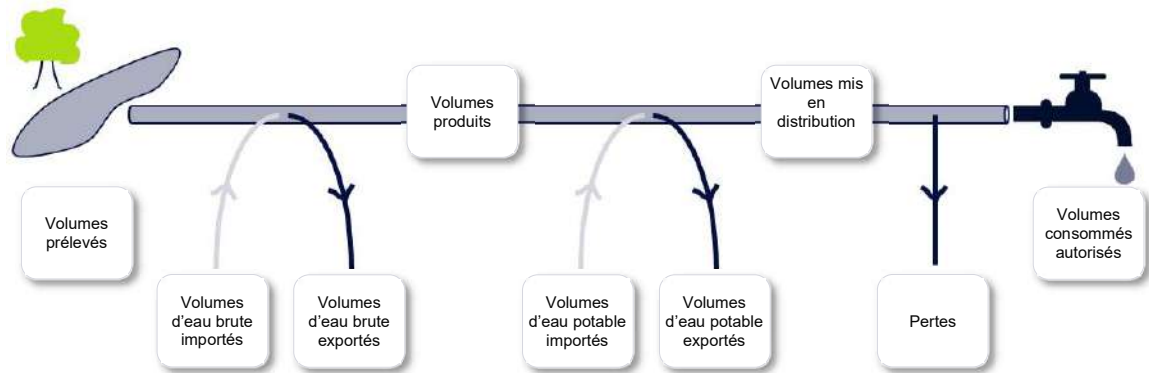 Volumes
produits
Volumes mis
en
distribution
Volumes
prélevés
Volumes
consommés
autorisés
Volumes
d'eau brute
importés
Volumes
d'eau brute
exportés
Volumes
d'eau potable
importés
Volumes
d'eau potable
exportés
Pertes